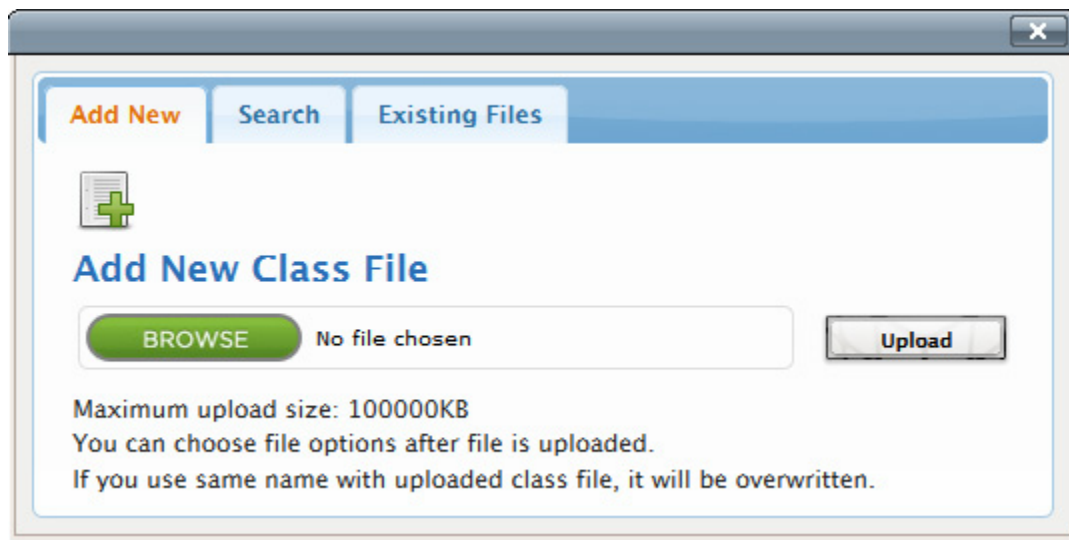 Add New Search Existing Files
Add New Class File
BROWSE No file chosen Upload
Maximum upload size: 100000KB
You can choose file options after file is uploaded.
If you use same name with uploaded class file, it will be overwritten.